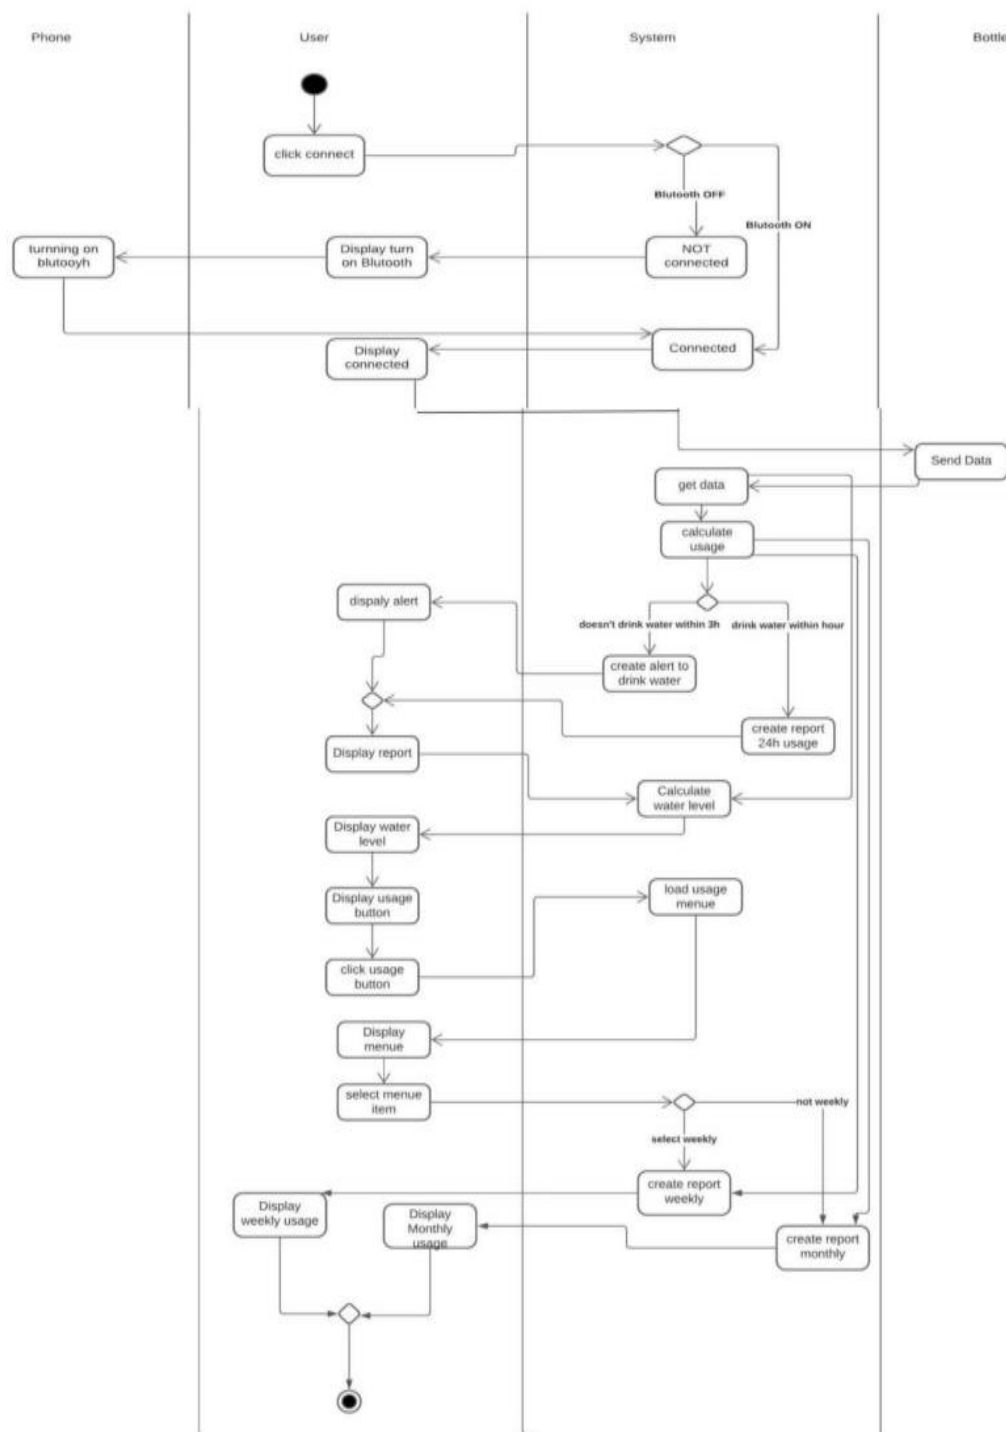 Phone
User
System
Bottle
click connect
Blutooth OFF
Blutooth ON
turnning on
blutooyh
Display turn
on Blutooth
NOT
connected
Display
connected
Connected
Send Data
get data
calculate
usage
dispaly alert
doesn't drink water within 3h
drink water within hour
create alert to
drink water
create report
24h usage
Display report
Calculate
water level
Display water
level
Display usage
button
load usage
menue
click usage
button
Display
menue
select menue
item
not weekly
select weekly
create report
weekly
Display
weekly usage
Display
Monthly
usage
create report
monthly